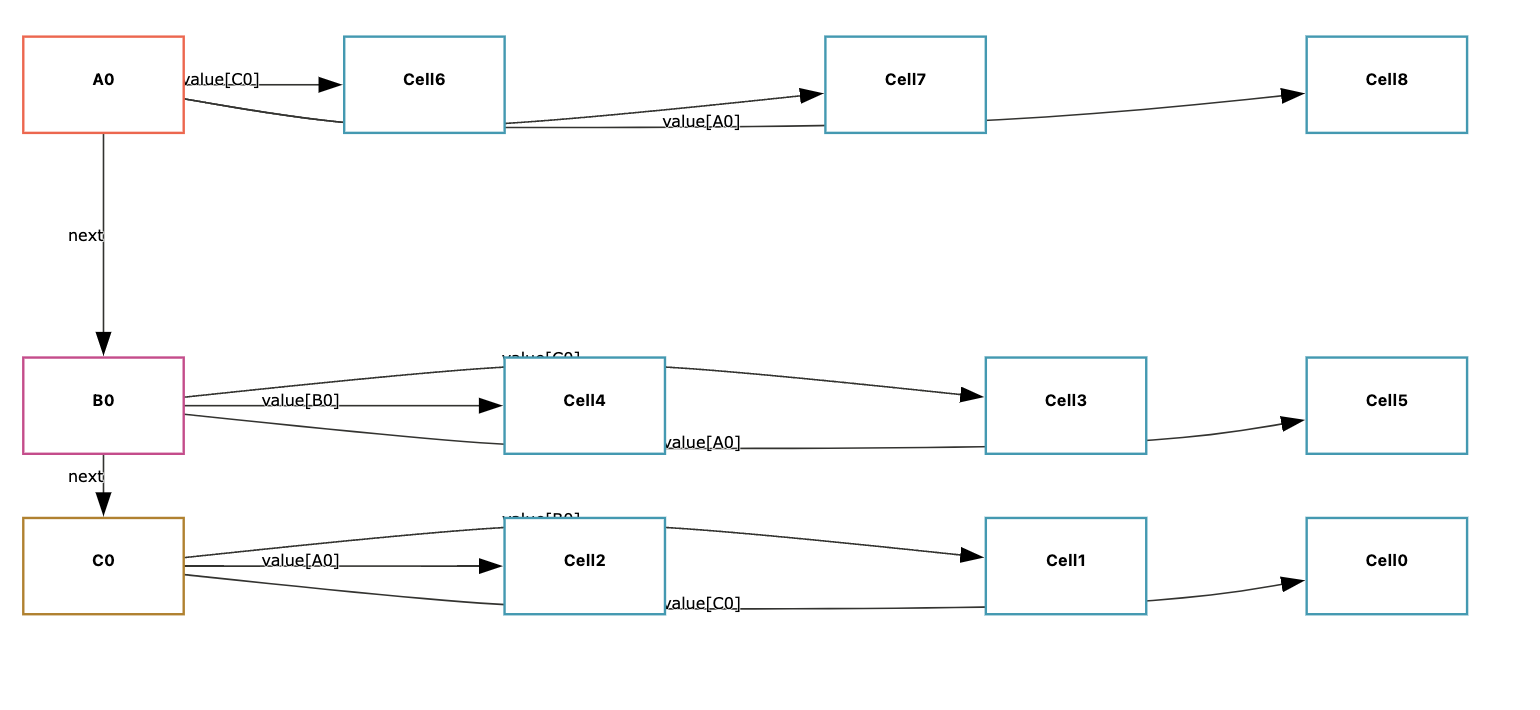 A0
value[C0]
Cell6
Cell7
Cell8
value[A0]
next
value[C0]
B0
value[B0]
Cell4
Cell3
Cell5
value[A0]
next
value[B0]
C0
value[A0]
Cell2
Cell1
Cell0
value[C0]